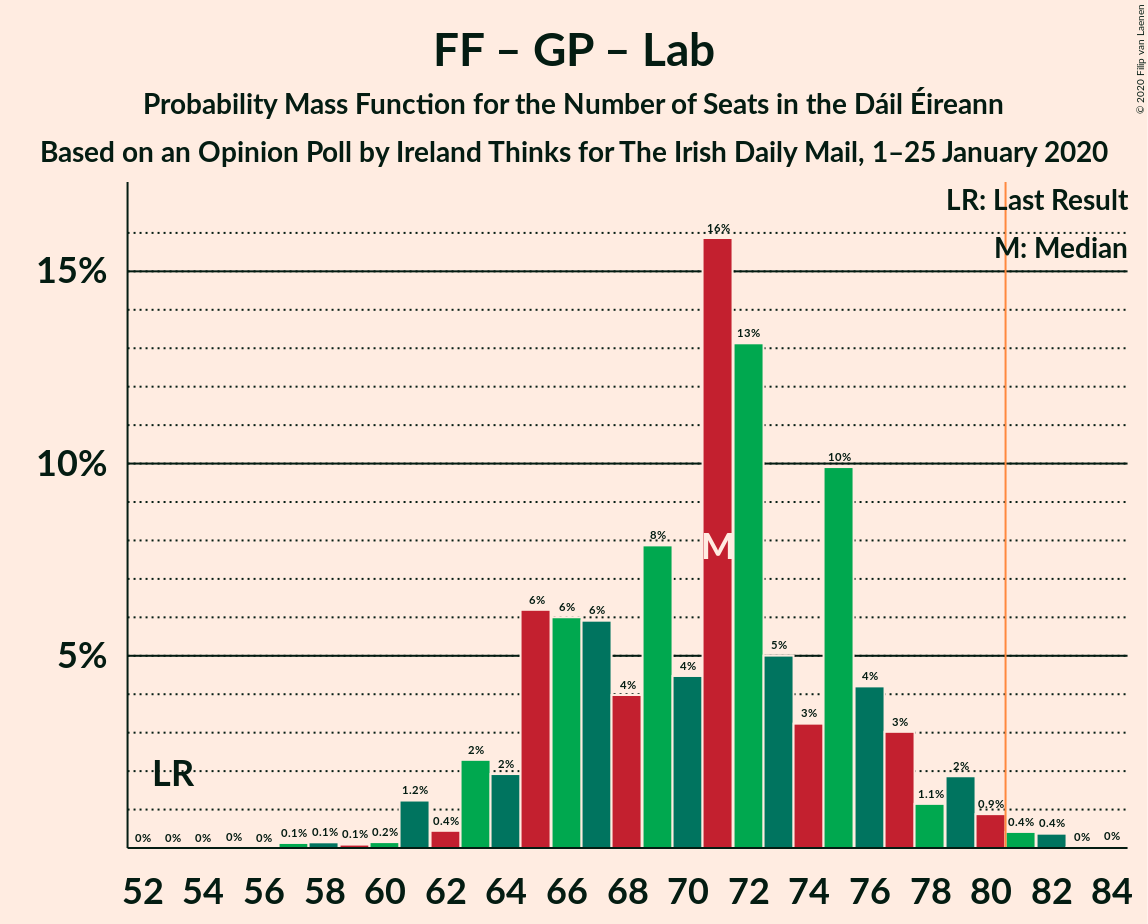 FF – GP – Lab
Probability Mass Function for the Number of Seats in the Dáil Éireann
Based on an Opinion Poll by Ireland Thinks for The Irish Daily Mail, 1–25 January 2020
© 2020 Filip van Laenen
LR: Last Result
M: Median
15%
10%
5%
LR
M
0% 0% 0% 0% 0% 0.1% 0.1% 0.1% 0.2% 1.2% 0.4% 2% 2% 6% 6% 6% 4% 8% 4% 16% 13% 5% 3% 10% 4% 3% 1.1% 2% 0.9% 0.4% 0.4% 0% 0%
52 54 56 58 60 62 64 66 68 70 72 74 76 78 80 82 84